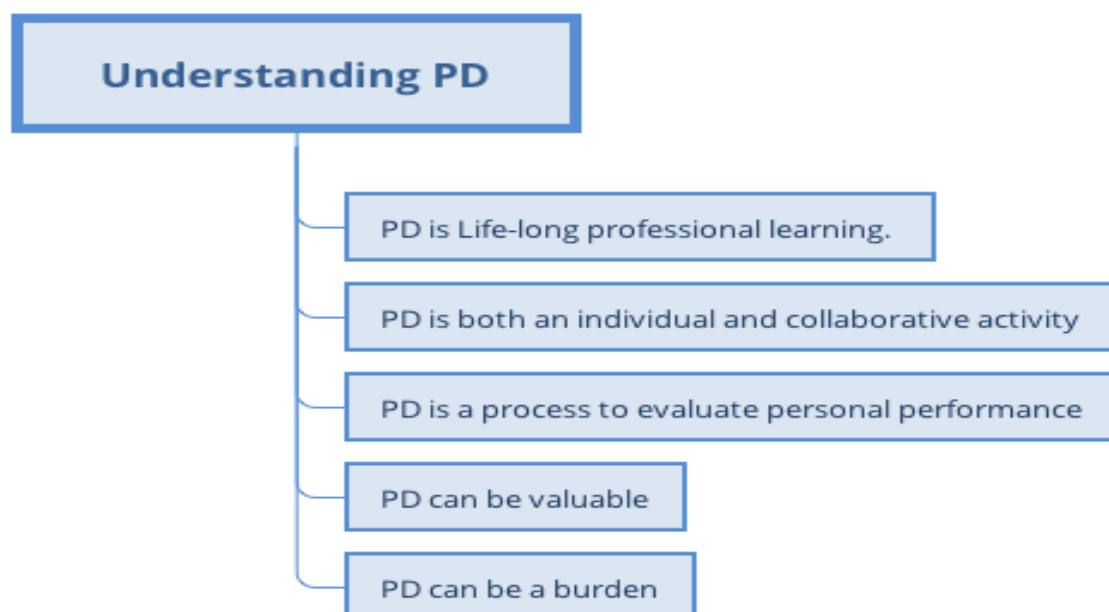 Understanding PD
PD is Life-long professional learning.
PD is both an individual and collaborative activity
PD is a process to evaluate personal performance
PD can be valuable
PD can be a burden